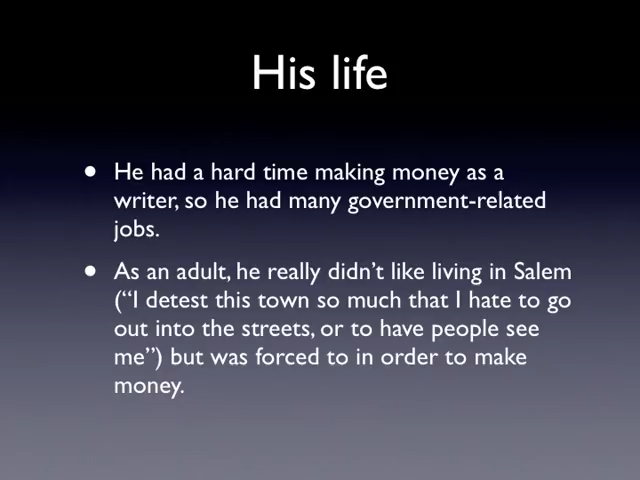 His life
• He had a hard time making money as a
writer, so he had many government-related
jobs.
• As an adult, he really didn’t like living in Salem
(“I detest this town so much that I hate to go
out into the streets, or to have people see
me”) but was forced to in order to make
money.